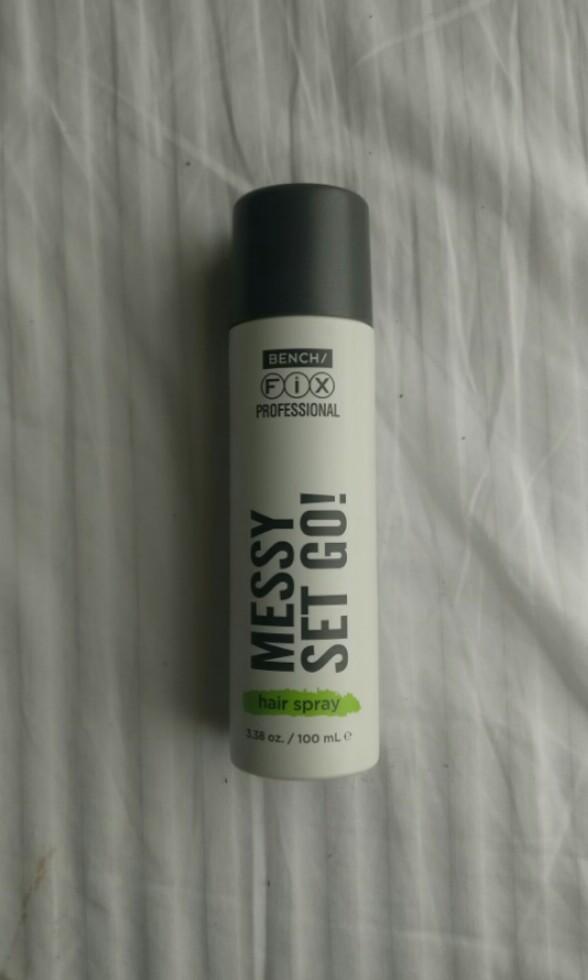 BENCH/
FiX
PROFESSIONAL
MESSY
SET GO!
hair spray
3.38 oz. / 100 mL ℮